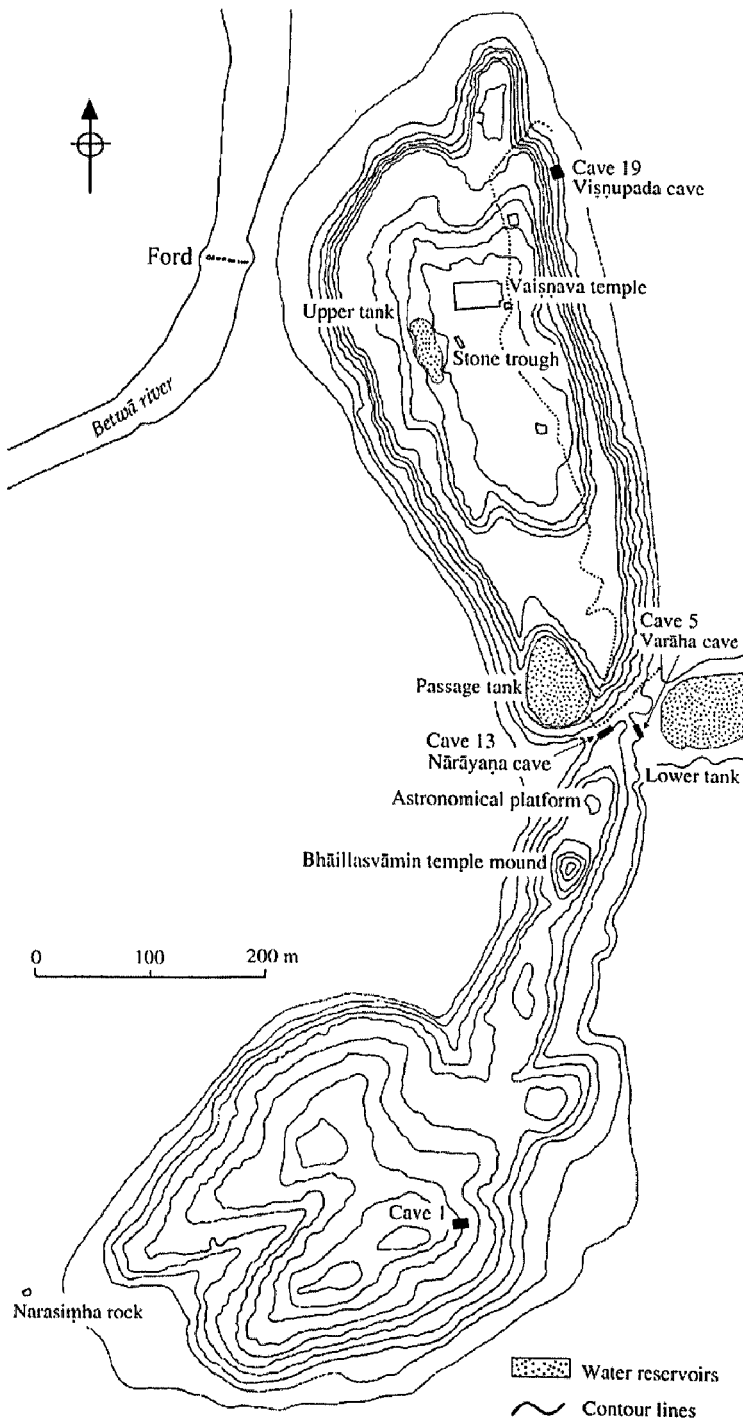 Cave 19
Viṣṇupada cave
Ford
Vaiṣnava temple
Upper tank
Stone trough
Betwā river
Cave 5
Varāha cave
Passage tank
Cave 13
Nārāyaṇa cave
Lower tank
Astronomical platform
Bhāillasvāmin temple mound
0 100 200 m
Cave 1
Narasiṃha rock
Water reservoirs
Contour lines